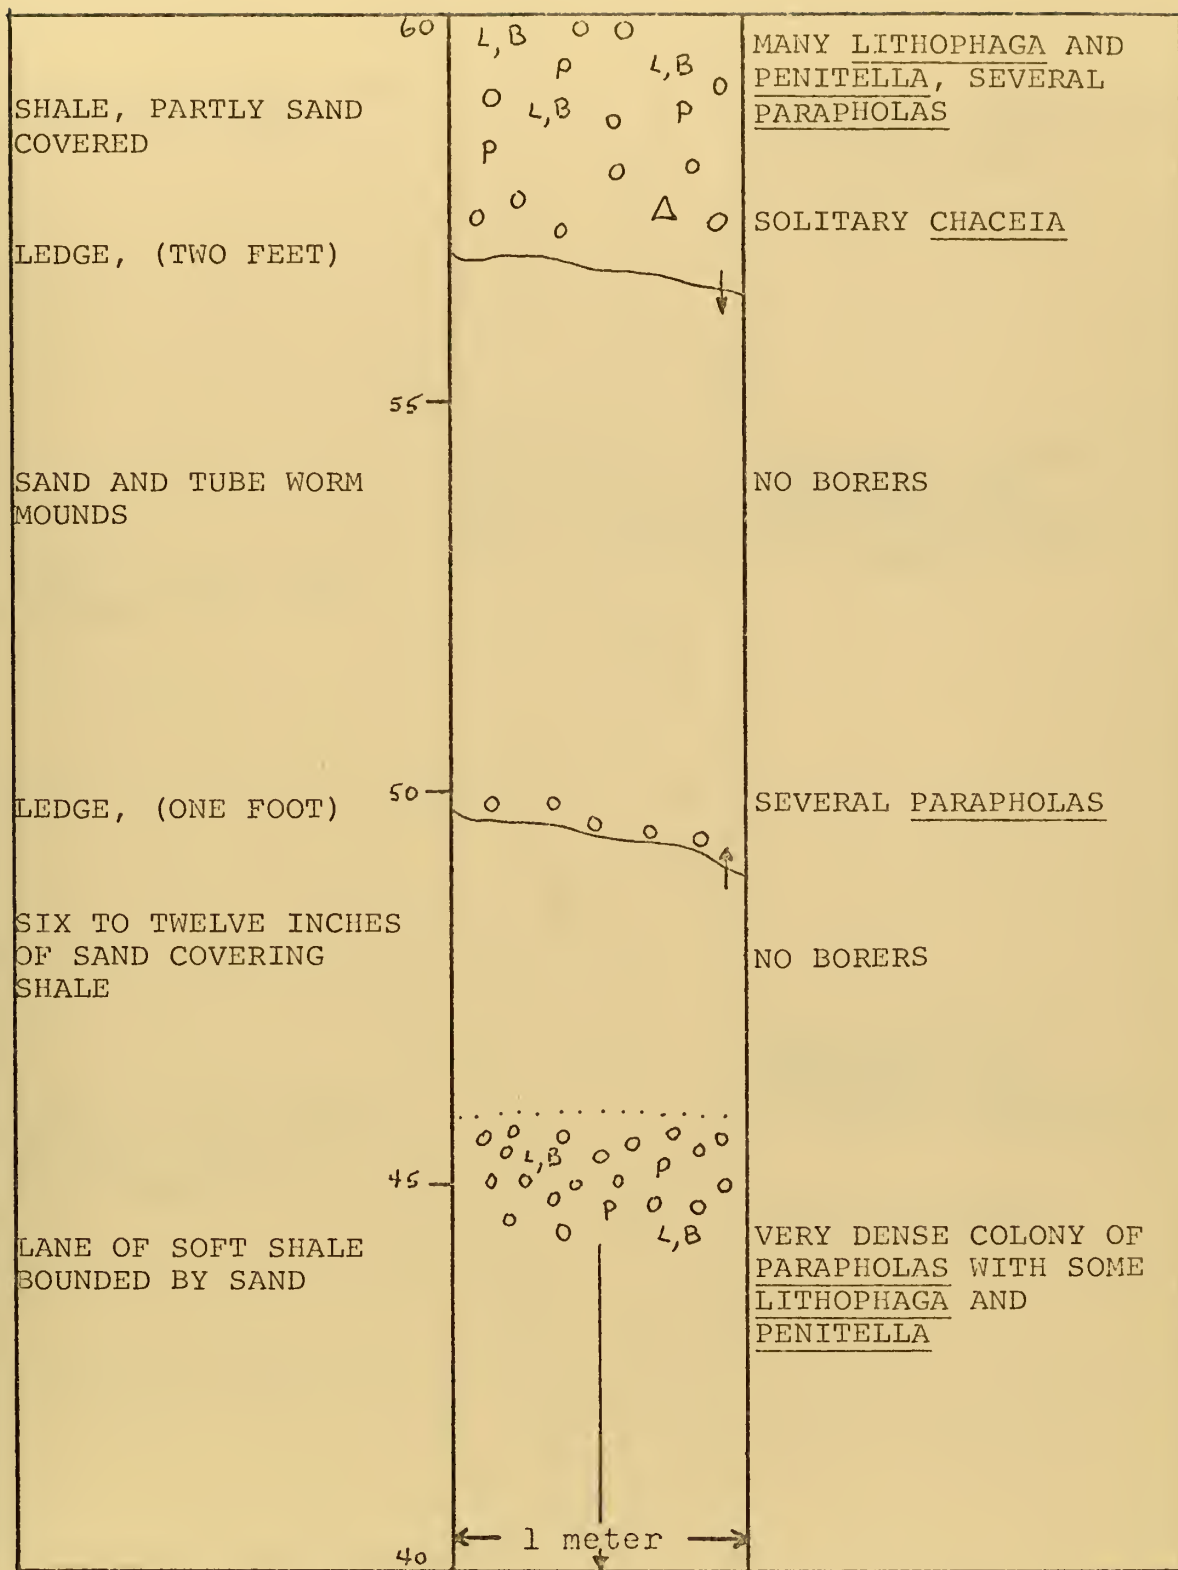 60
L, B
P
L, B
L, B
P
P
MANY LITHOPHAGA AND
PENITELLA, SEVERAL
PARAPHOLAS
SHALE, PARTLY SAND
COVERED
SOLITARY CHACEIA
LEDGE, (TWO FEET)
55
SAND AND TUBE WORM
MOUNDS
NO BORERS
50
LEDGE, (ONE FOOT)
SEVERAL PARAPHOLAS
SIX TO TWELVE INCHES
OF SAND COVERING
SHALE
NO BORERS
L, B
P
45
P
L, B
LANE OF SOFT SHALE
BOUNDED BY SAND
VERY DENSE COLONY OF
PARAPHOLAS WITH SOME
LITHOPHAGA AND
PENITELLA
1 meter
40